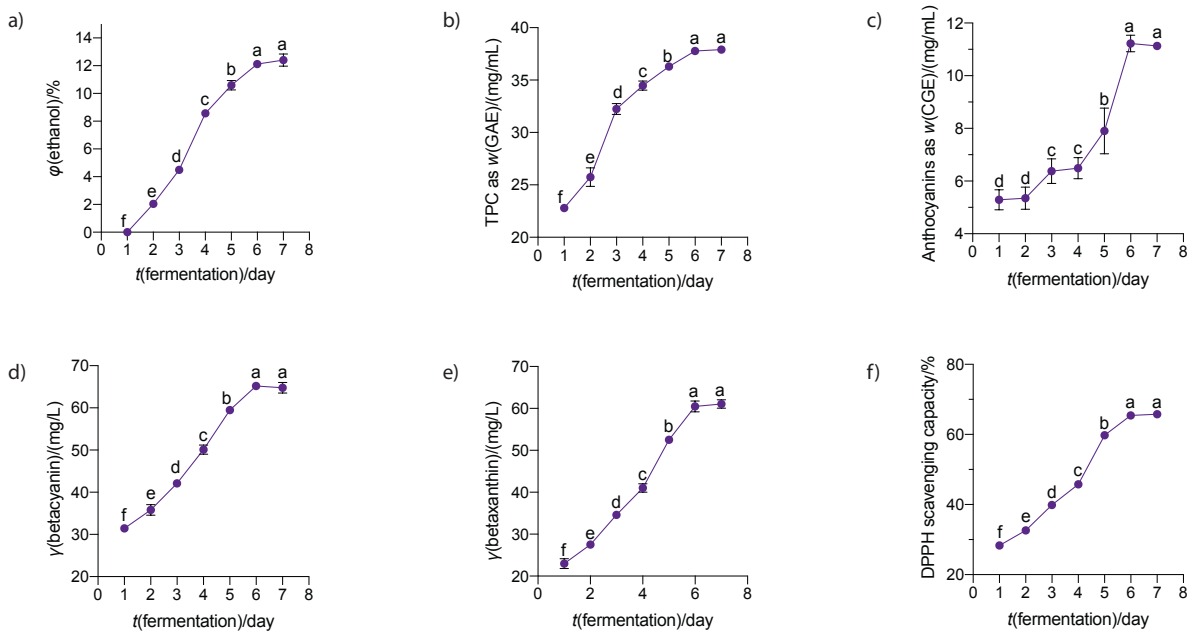 a)
φ(ethanol)/%
14
12
10
8
6
4
2
0
f
e
d
c
b
a
a
0 1 2 3 4 5 6 7 8
t(fermentation)/day
b)
TPC as w(GAE)/(mg/mL)
40
35
30
25
20
f
e
d
c
b
a
a
0 1 2 3 4 5 6 7 8
t(fermentation)/day
c)
Anthocyanins as w(CGE)/(mg/mL)
12
10
8
6
4
d
d
c
c
b
a
a
0 1 2 3 4 5 6 7 8
t(fermentation)/day
d)
γ(betacyanin)/(mg/L)
70
60
50
40
30
20
f
e
d
c
b
a
a
0 1 2 3 4 5 6 7 8
t(fermentation)/day
e)
γ(betaxanthin)/(mg/L)
70
60
50
40
30
20
f
e
d
c
b
a
a
0 1 2 3 4 5 6 7 8
t(fermentation)/day
f)
DPPH scavenging capacity/%
80
60
40
20
f
e
d
c
b
a
a
0 1 2 3 4 5 6 7 8
t(fermentation)/day